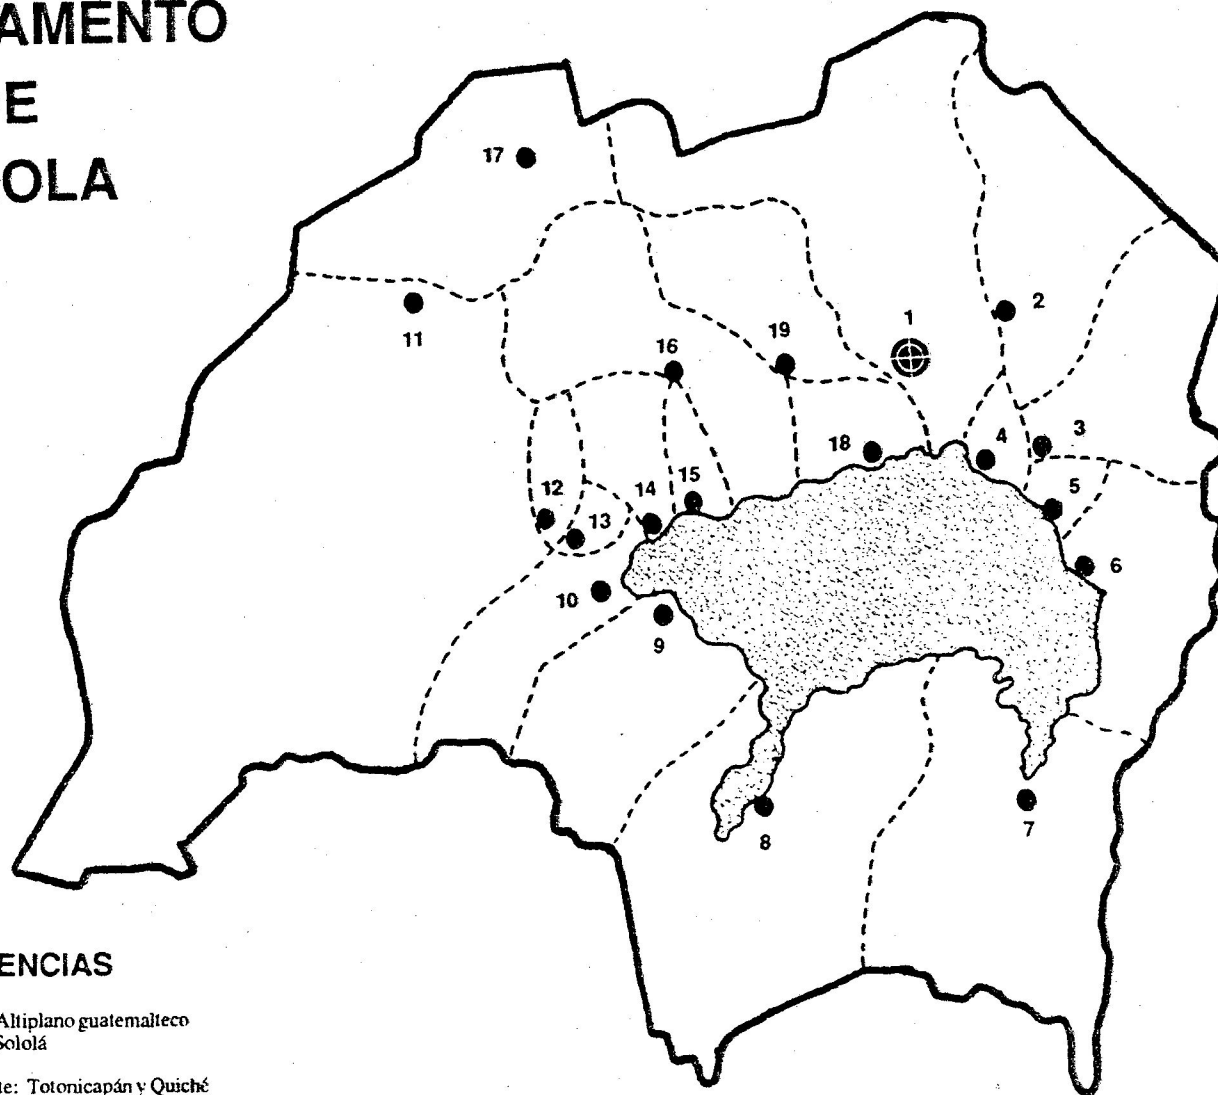 AMENTO
E
OLA
17
11
16
19
1
2
18
4
3
15
14
12
13
5
10
6
9
8
7
ENCIAS
Altiplano guatemalteco
Sololá
te: Totonicapán y Quiché